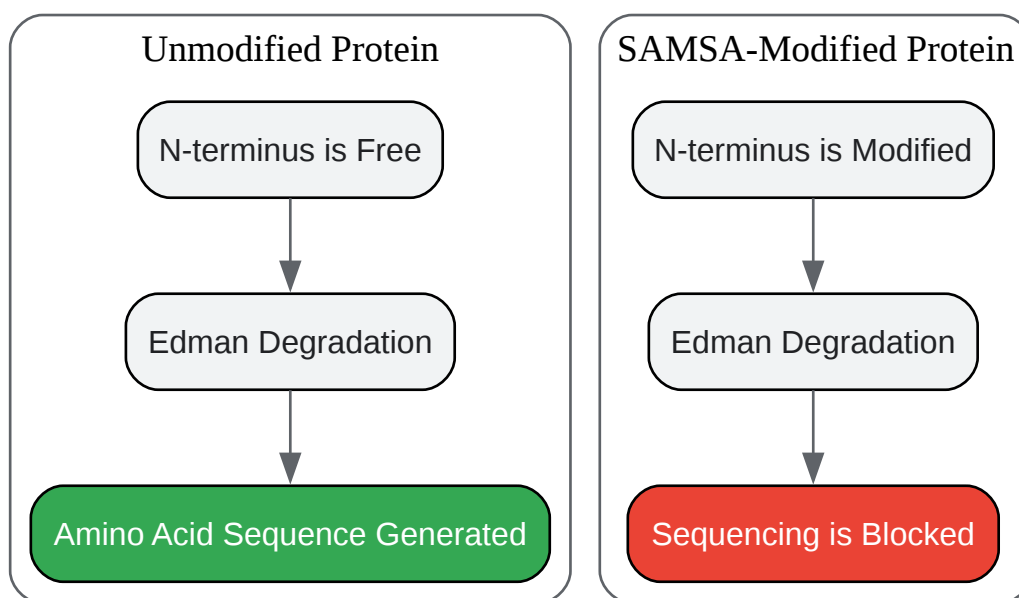 Unmodified Protein
N-terminus is Free
Edman Degradation
Amino Acid Sequence Generated
SAMSA-Modified Protein
N-terminus is Modified
Edman Degradation
Sequencing is Blocked